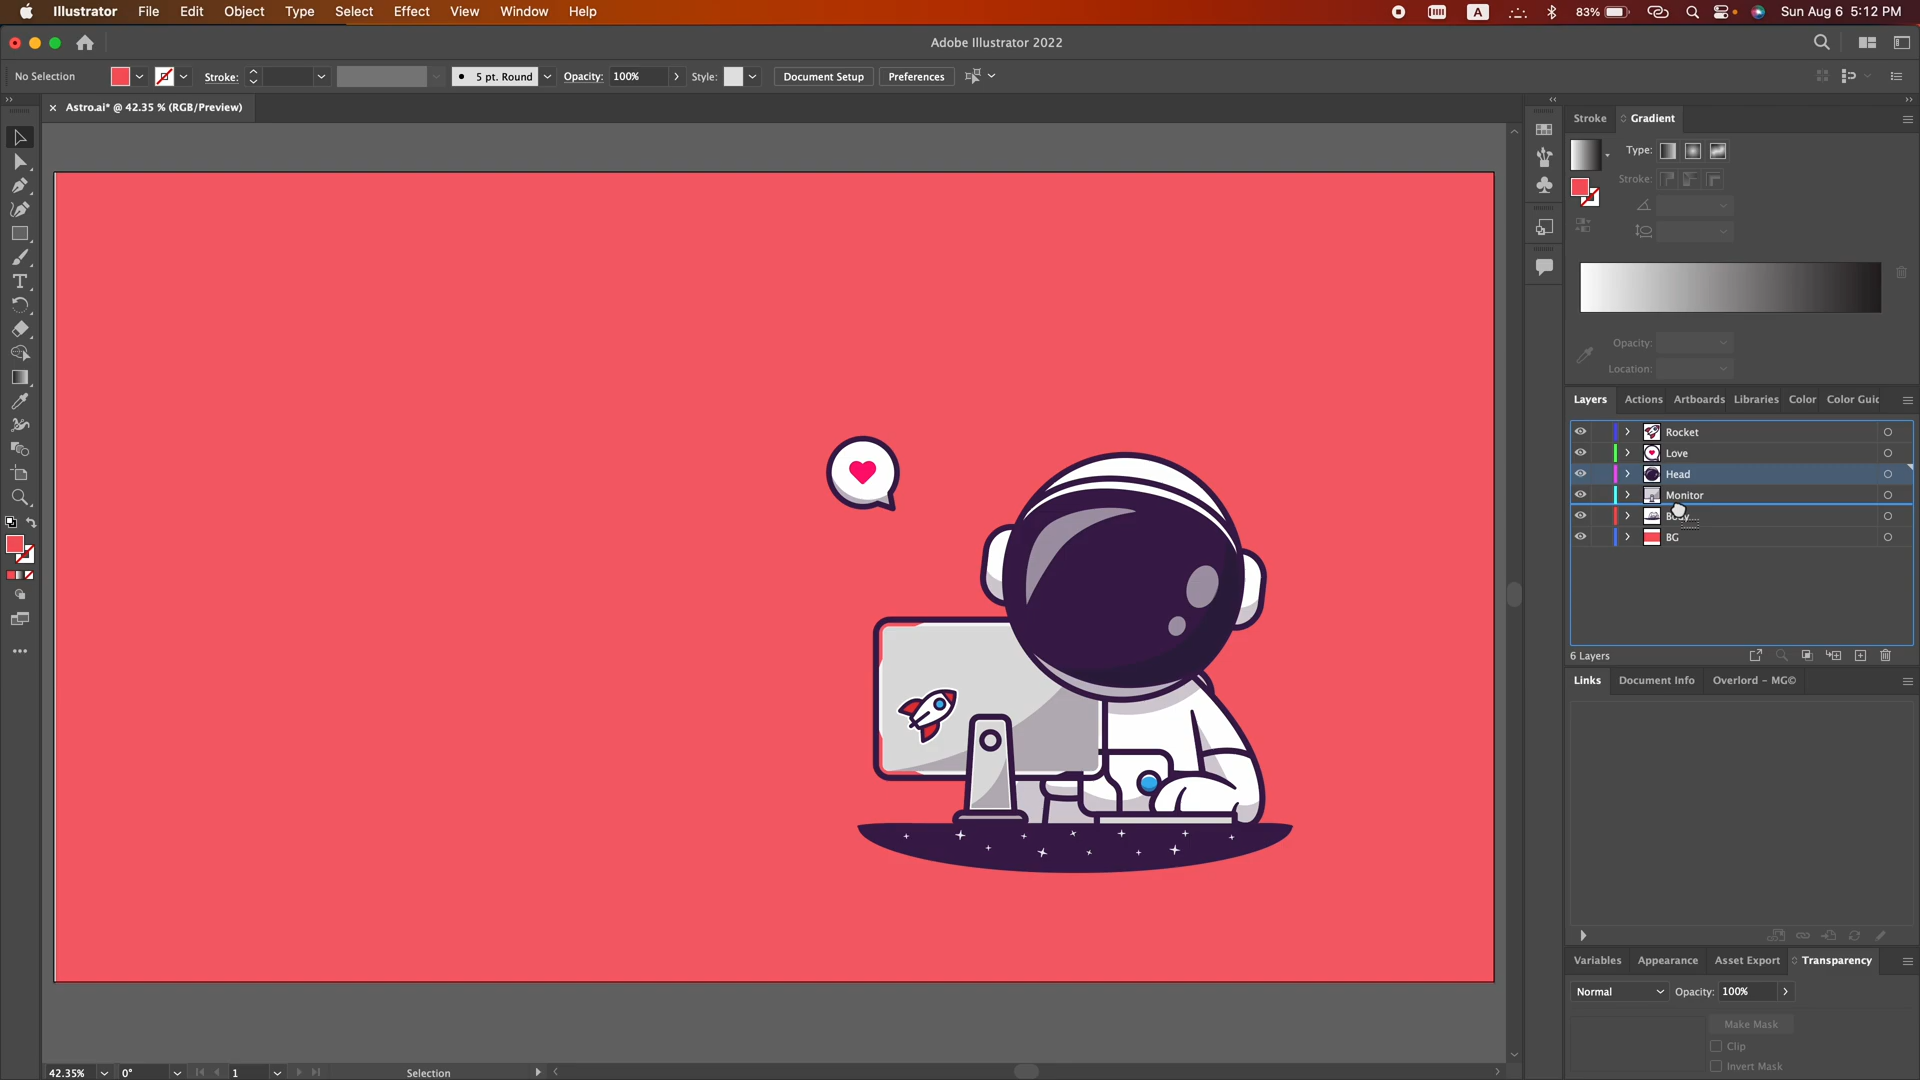 Illustrator File Edit Object Type Select Effect View Window Help A 83% Sun Aug 6 5:12 PM
Adobe Illustrator 2022
No Selection Stroke: 5 pt. Round Opacity: 100% Style: Document Setup Preferences
× Astro.ai* @ 42.35 % (RGB/Preview)
Stroke Gradient
Type:
Stroke:
Opacity:
Location:
Layers Actions Artboards Libraries Color Color Guic
Rocket
Love
Head
Monitor
Body
BG
6 Layers
Links Document Info Overlord – MG©
Variables Appearance Asset Export Transparency
Normal Opacity: 100%
Make Mask
Clip
Invert Mask
42.35% 0° 1 Selection